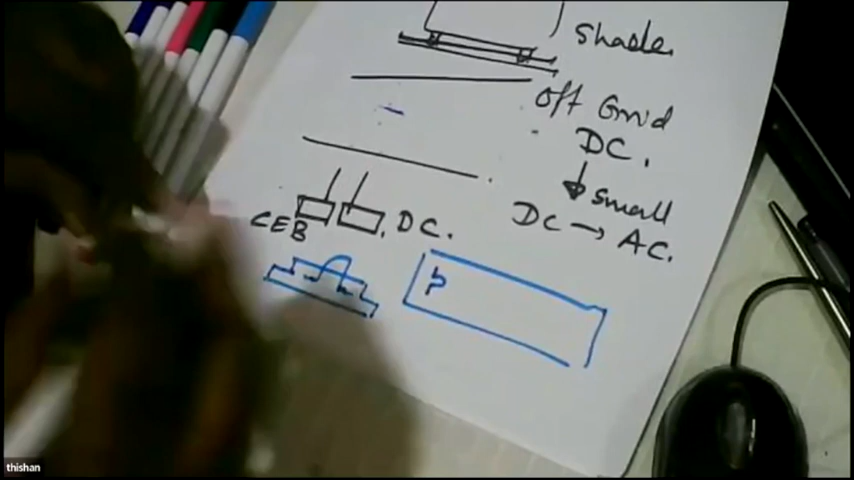 Shade.
Off Grid
DC.
Small
DC → AC.
CEB
DC.
thishan